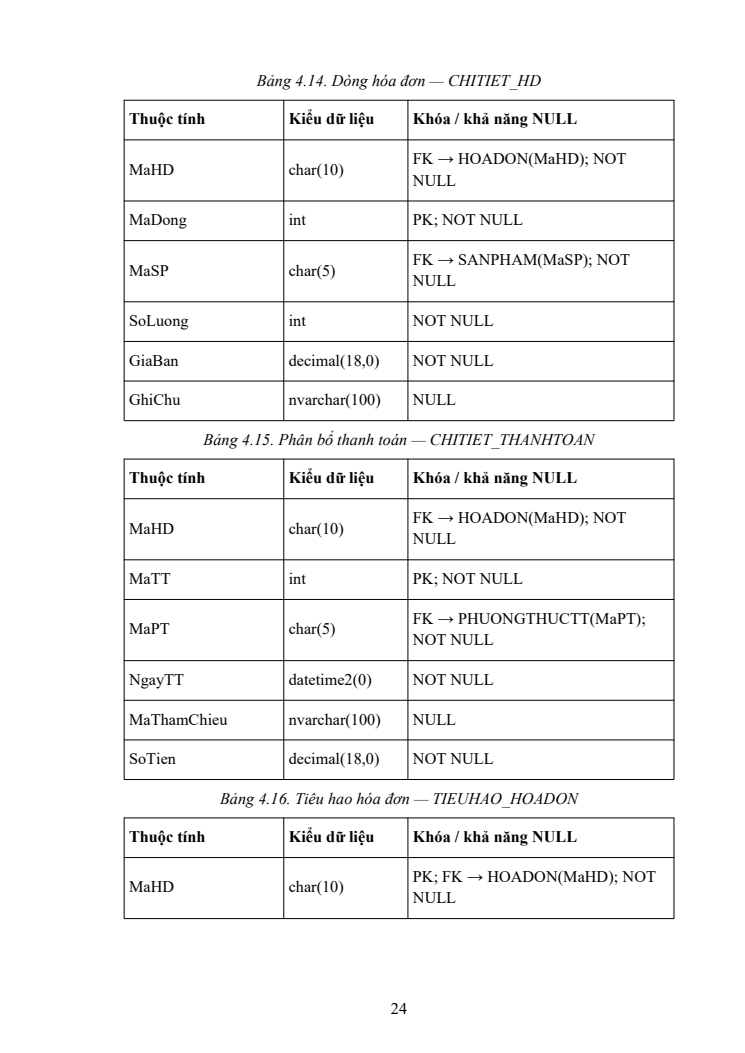 Bảng 4.14. Dòng hóa đơn — CHITIET_HD
Thuộc tính Kiểu dữ liệu Khóa / khả năng NULL
MaHD char(10) FK → HOADON(MaHD); NOT
NULL
MaDong int PK; NOT NULL
MaSP char(5) FK → SANPHAM(MaSP); NOT
NULL
SoLuong int NOT NULL
GiaBan decimal(18,0) NOT NULL
GhiChu nvarchar(100) NULL
Bảng 4.15. Phân bổ thanh toán — CHITIET_THANHTOAN
Thuộc tính Kiểu dữ liệu Khóa / khả năng NULL
MaHD char(10) FK → HOADON(MaHD); NOT
NULL
MaTT int PK; NOT NULL
MaPT char(5) FK → PHUONGTHUCTT(MaPT);
NOT NULL
NgayTT datetime2(0) NOT NULL
MaThamChieu nvarchar(100) NULL
SoTien decimal(18,0) NOT NULL
Bảng 4.16. Tiêu hao hóa đơn — TIEUHAO_HOADON
Thuộc tính Kiểu dữ liệu Khóa / khả năng NULL
MaHD char(10) PK; FK → HOADON(MaHD); NOT
NULL
24